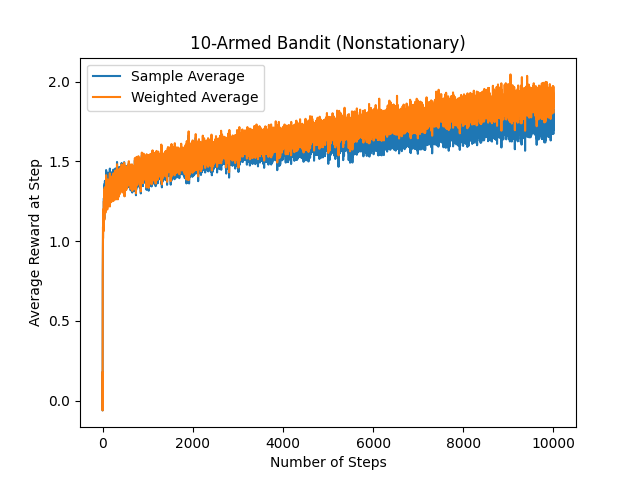 10-Armed Bandit (Nonstationary)
Sample Average
Weighted Average
Average Reward at Step
2.0
1.5
1.0
0.5
0.0
0 2000 4000 6000 8000 10000
Number of Steps